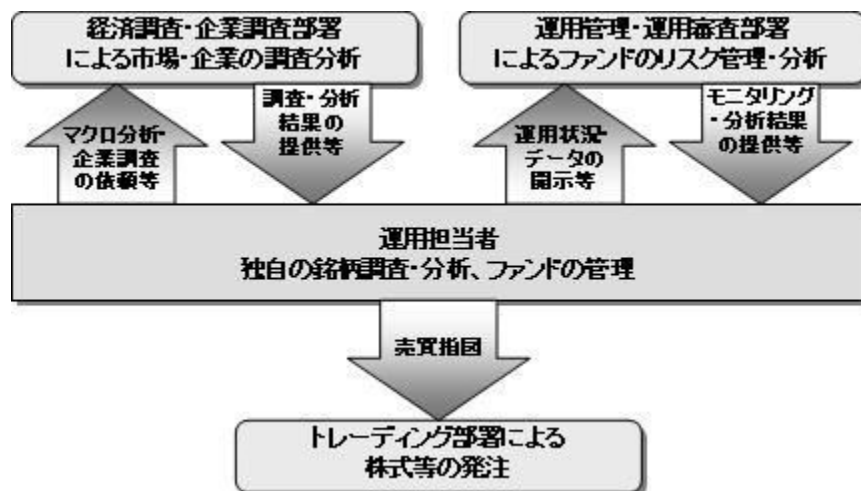 経済調査・企業調査部署
による市場・企業の調査分析
運用管理・運用審査部署
によるファンドのリスク管理・分析
マクロ分析・
企業調査
の依頼等
調査・分析
結果の
提供等
運用状況・
データの
開示等
モニタリング
・分析結果
の提供等
運用担当者
独自の銘柄調査・分析、ファンドの管理
売買指図
トレーディング部署による
株式等の発注